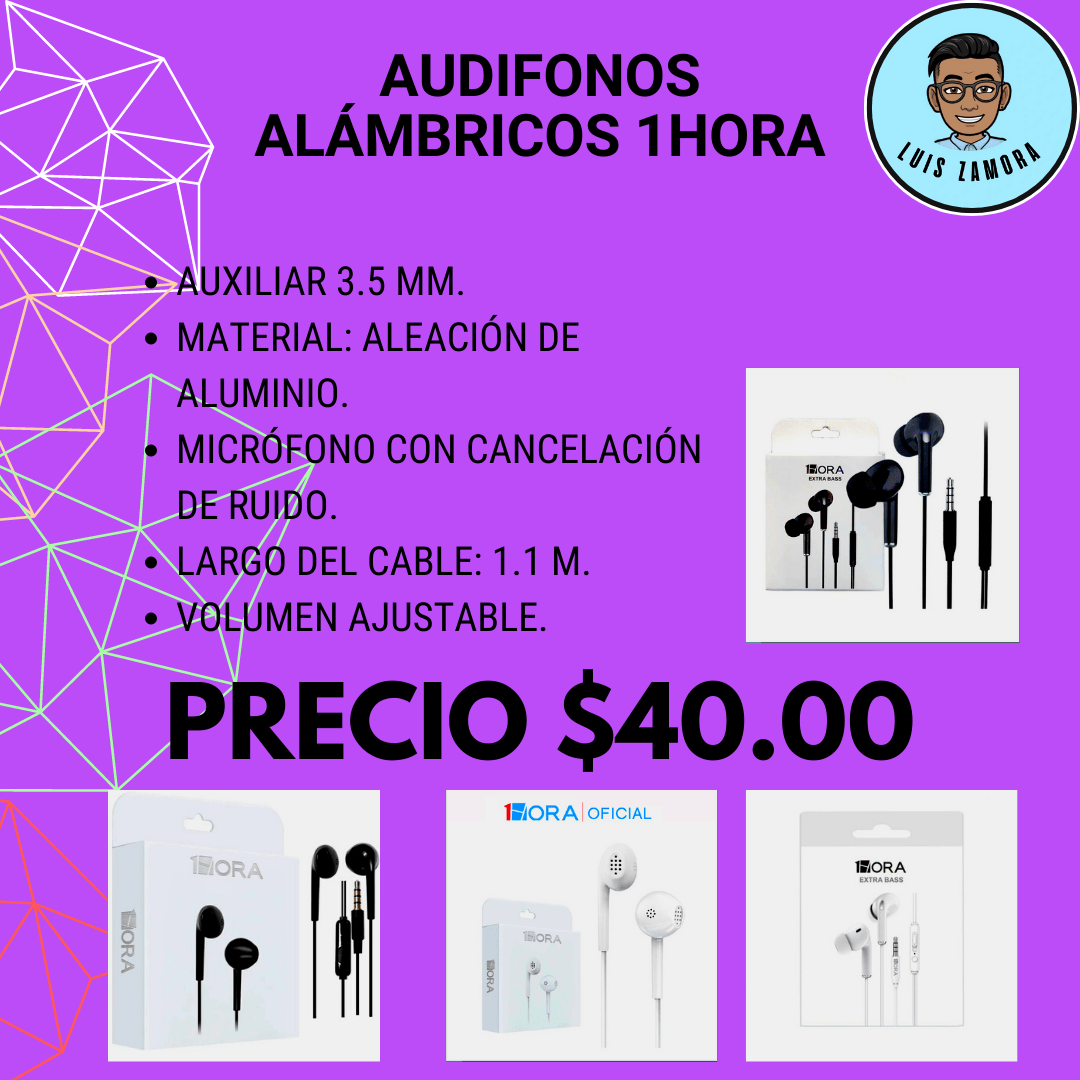 AUDIFONOS
ALÁMBRICOS 1HORA
LUIS ZAMORA
• AUXILIAR 3.5 MM.
• MATERIAL: ALEACIÓN DE
ALUMINIO.
• MICRÓFONO CON CANCELACIÓN
DE RUIDO.
• LARGO DEL CABLE: 1.1 M.
• VOLUMEN AJUSTABLE.
1HORA
EXTRA BASS
PRECIO $40.00
1HORA
1HORA
1HORA OFICIAL
1HORA
1HORA
1HORA
EXTRA BASS
1HORA